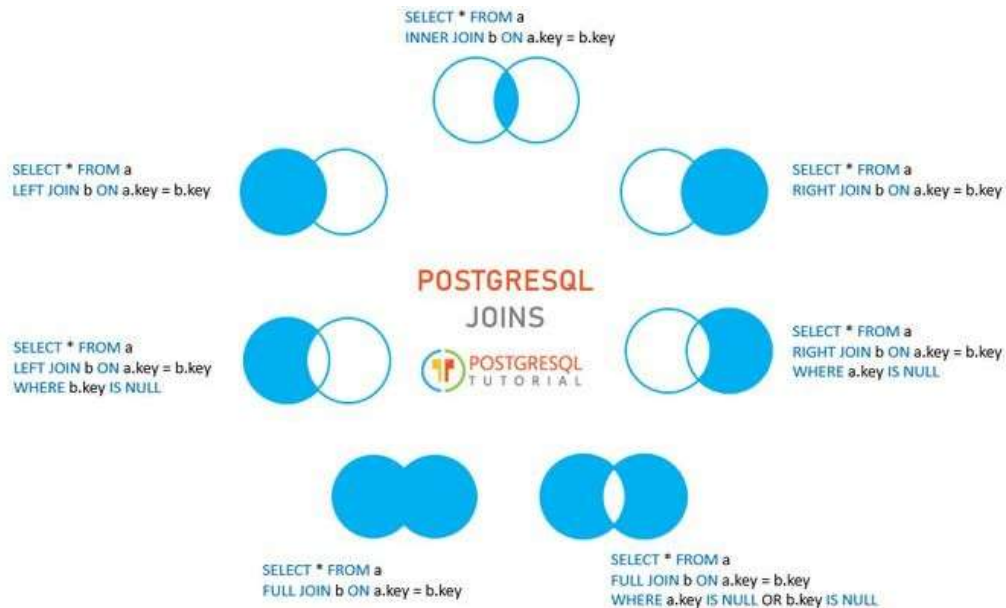 SELECT * FROM a
INNER JOIN b ON a.key = b.key
SELECT * FROM a
LEFT JOIN b ON a.key = b.key
SELECT * FROM a
RIGHT JOIN b ON a.key = b.key
POSTGRESQL
JOINS
POSTGRESQL
TUTORIAL
SELECT * FROM a
LEFT JOIN b ON a.key = b.key
WHERE b.key IS NULL
SELECT * FROM a
RIGHT JOIN b ON a.key = b.key
WHERE a.key IS NULL
SELECT * FROM a
FULL JOIN b ON a.key = b.key
SELECT * FROM a
FULL JOIN b ON a.key = b.key
WHERE a.key IS NULL OR b.key IS NULL